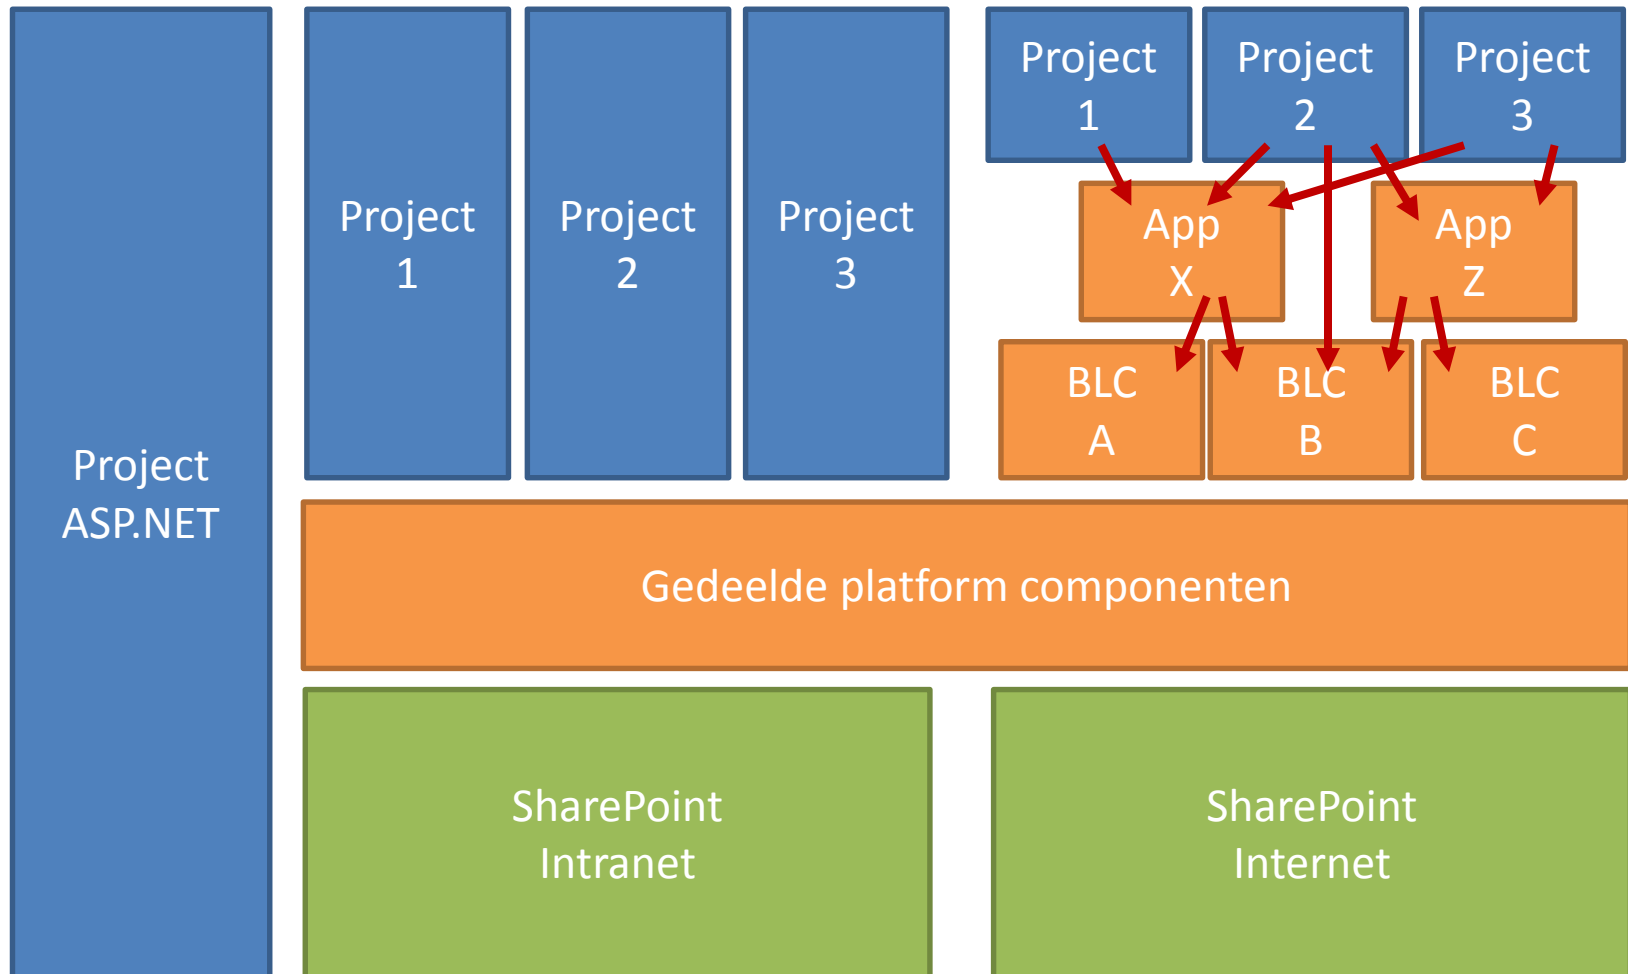 Project
ASP.NET
Project
1
Project
2
Project
3
Project
1
Project
2
Project
3
App
X
App
Z
BLC
A
BLC
B
BLC
C
Gedeelde platform componenten
SharePoint
Intranet
SharePoint
Internet